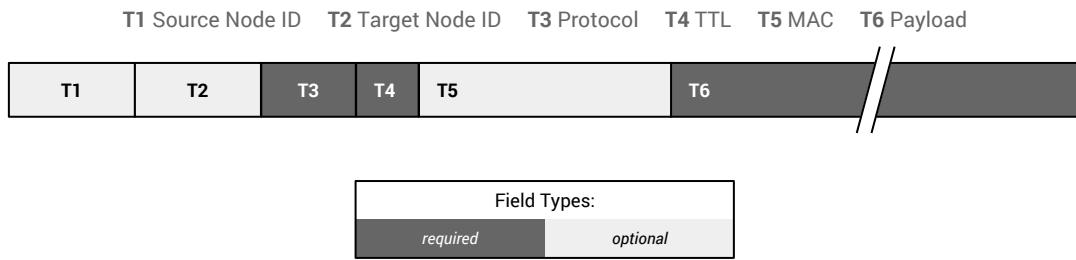 T1 Source Node ID T2 Target Node ID T3 Protocol T4 TTL T5 MAC T6 Payload
T1 T2 T3 T4 T5 T6
Field Types:
required optional